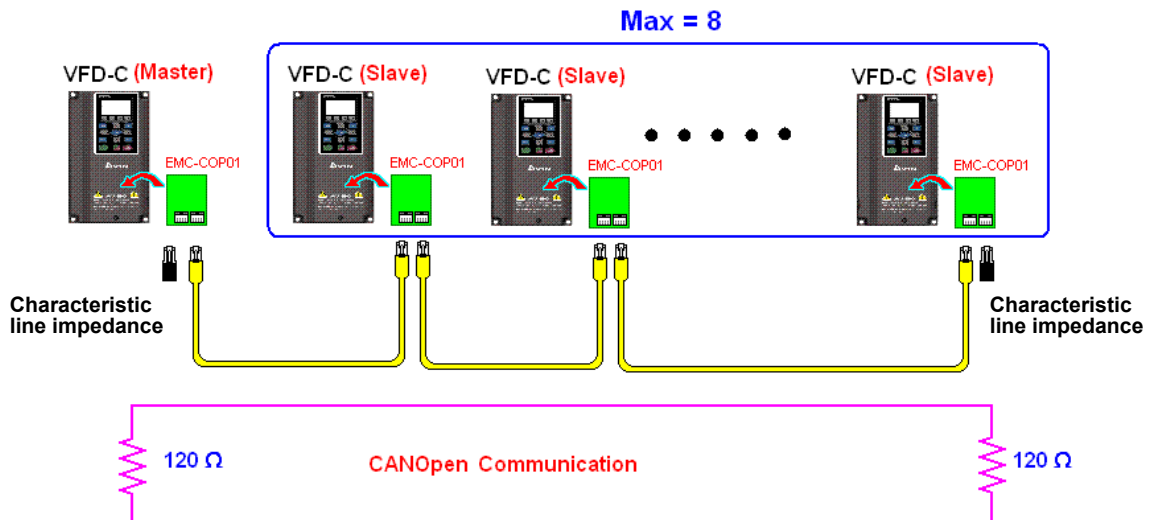 Max = 8
VFD-C (Master)
VFD-C (Slave)
VFD-C (Slave)
VFD-C (Slave)
EMC-COP01
EMC-COP01
EMC-COP01
EMC-COP01
Characteristic
line impedance
Characteristic
line impedance
120 Ω
CANOpen Communication
120 Ω